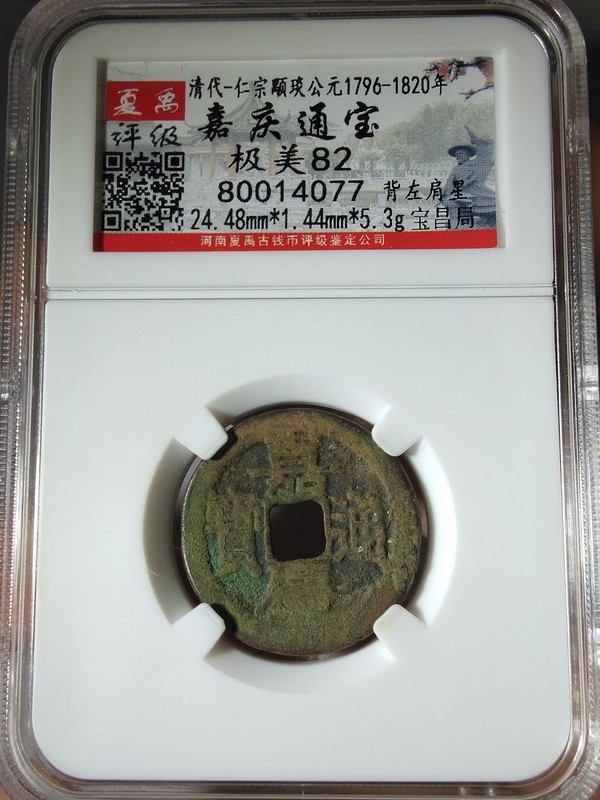 清代-仁宗顒琰公元1796-1820年
夏禹
评级
嘉庆通宝
极美82
80014077 背左肩星
24.48mm*1.44mm*5.3g 宝昌局
河南夏禹古钱币评级鉴定公司
嘉
寶 通